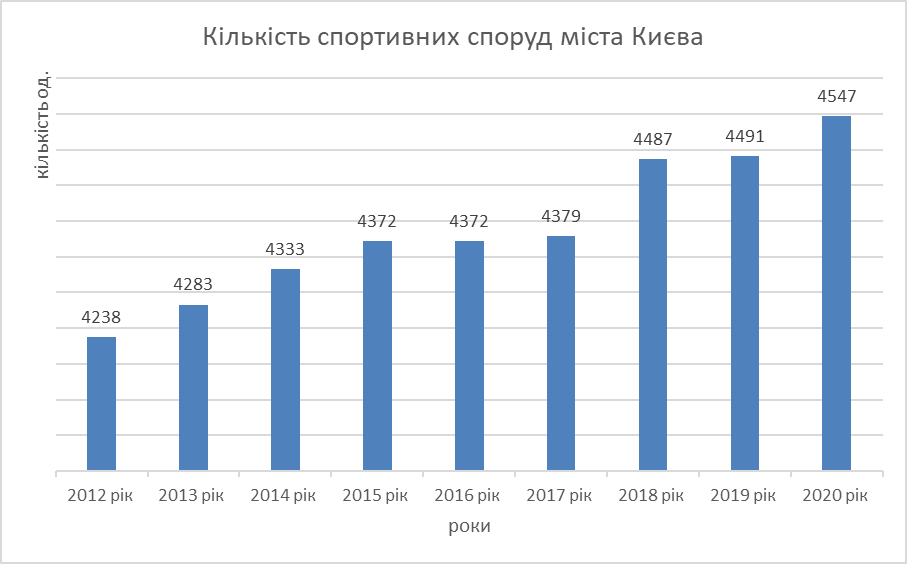 Кількість спортивних споруд міста Києва
кількість од.
4238
4283
4333
4372
4372
4379
4487
4491
4547
2012 рік
2013 рік
2014 рік
2015 рік
2016 рік
2017 рік
2018 рік
2019 рік
2020 рік
роки